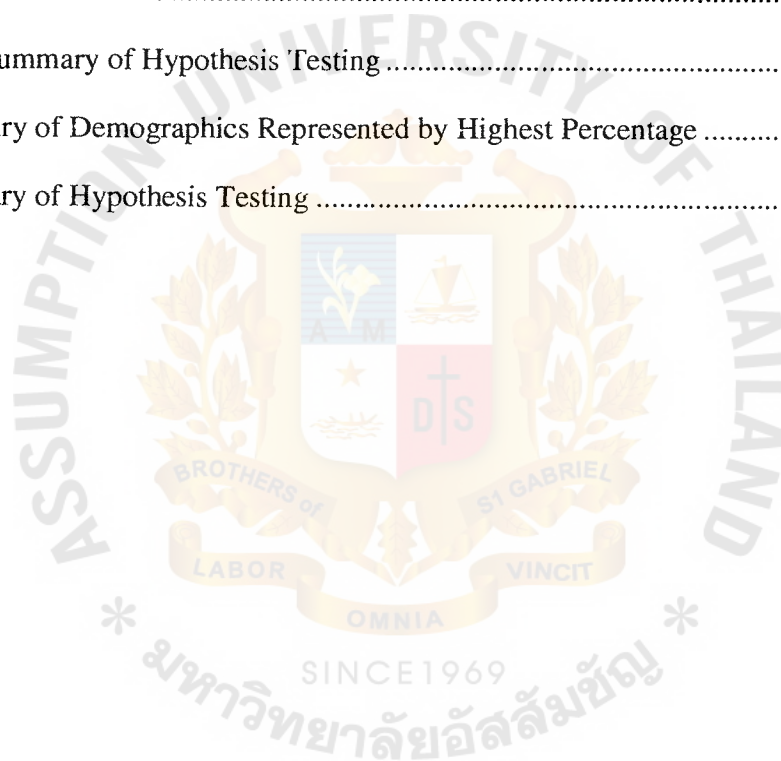 ummary of Hypothesis Testing ....................................................
ry of Demographics Represented by Highest Percentage ..........
ry of Hypothesis Testing .............................................................
ASSUMPTION UNIVERSITY OF THAILAND
A M
D S
BROTHERS of ST GABRIEL
LABOR VINCIT
OMNIA
* SINCE1969 *
มหาวิทยาลัยอัสสัมชัญ